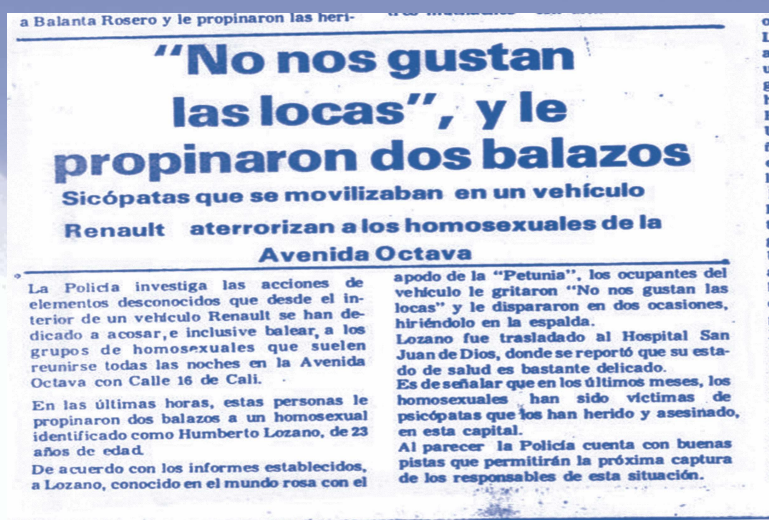 a Balanta Rosero y le propinaron las heri-
"No nos gustan
las locas", y le
propinaron dos balazos
Sicópatas que se movilizaban en un vehículo
Renault aterrorizan a los homosexuales de la
Avenida Octava
La Policía investiga las acciones de
elementos desconocidos que desde el in-
terior de un vehículo Renault se han de-
dicado a acosar, e inclusive balear, a los
grupos de homosexuales que suelen
reunirse todas las noches en la Avenida
Octava con Calle 16 de Cali.
En las últimas horas, estas personas le
propinaron dos balazos a un homosexual
identificado como Humberto Lozano, de 23
años de edad
De acuerdo con los informes establecidos,
a Lozano, conocido en el mundo rosa con el
apodo de la "Petunia", los ocupantes del
vehículo le gritaron "No nos gustan las
locas" y le dispararon en dos ocasiones,
hiriéndolo en la espalda.
Lozano fue trasladado al Hospital San
Juan de Dios, donde se reportó que su esta-
do de salud es bastante delicado.
Es de señalar que en los últimos meses, los
homosexuales han sido víctimas de
psicópatas que los han herido y asesinado,
en esta capital.
Al parecer la Policía cuenta con buenas
pistas que permitirán la próxima captura
de los responsables de esta situación.